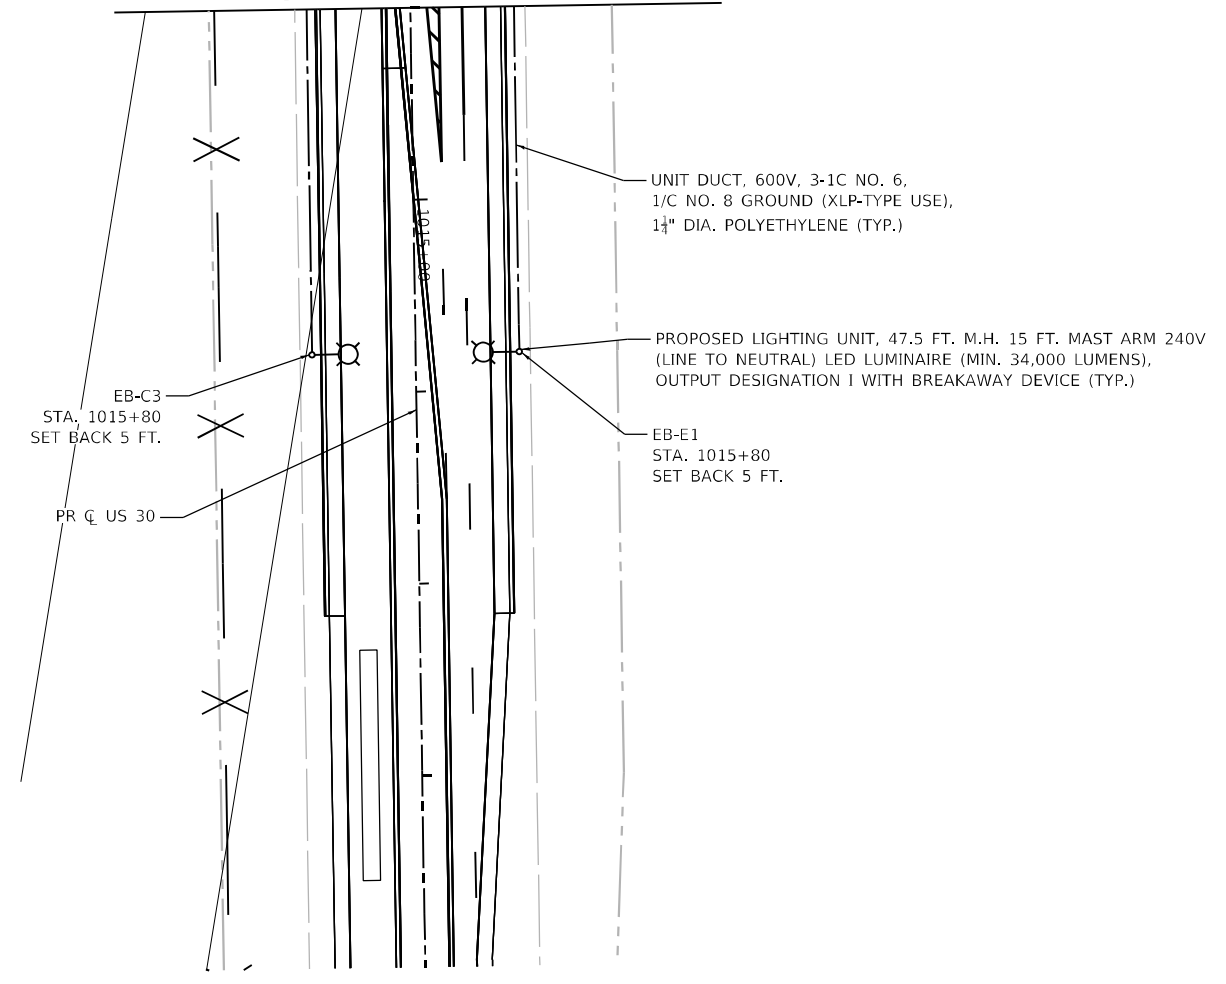 UNIT DUCT, 600V, 3-1C NO. 6,
1/C NO. 8 GROUND (XLP-TYPE USE),
1¼" DIA. POLYETHYLENE (TYP.)
1015+00
PROPOSED LIGHTING UNIT, 47.5 FT. M.H. 15 FT. MAST ARM 240V
(LINE TO NEUTRAL) LED LUMINAIRE (MIN. 34,000 LUMENS),
OUTPUT DESIGNATION I WITH BREAKAWAY DEVICE (TYP.)
EB-C3
STA. 1015+80
SET BACK 5 FT.
EB-E1
STA. 1015+80
SET BACK 5 FT.
PR ℄ US 30